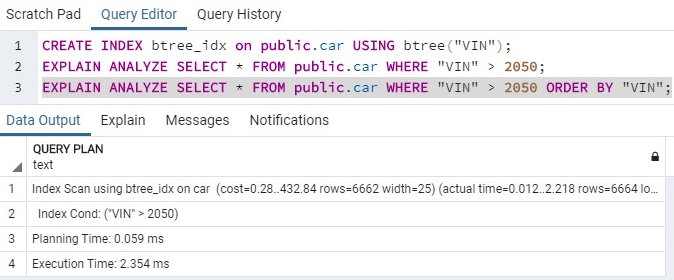 Scratch Pad Query Editor Query History
1 CREATE INDEX btree_idx on public.car USING btree("VIN");
2 EXPLAIN ANALYZE SELECT * FROM public.car WHERE "VIN" > 2050;
3 EXPLAIN ANALYZE SELECT * FROM public.car WHERE "VIN" > 2050 ORDER BY "VIN";
Data Output Explain Messages Notifications
QUERY PLAN
text
1 Index Scan using btree_idx on car (cost=0.28..432.84 rows=6662 width=25) (actual time=0.012..2.218 rows=6664 lo...
2 Index Cond: ("VIN" > 2050)
3 Planning Time: 0.059 ms
4 Execution Time: 2.354 ms